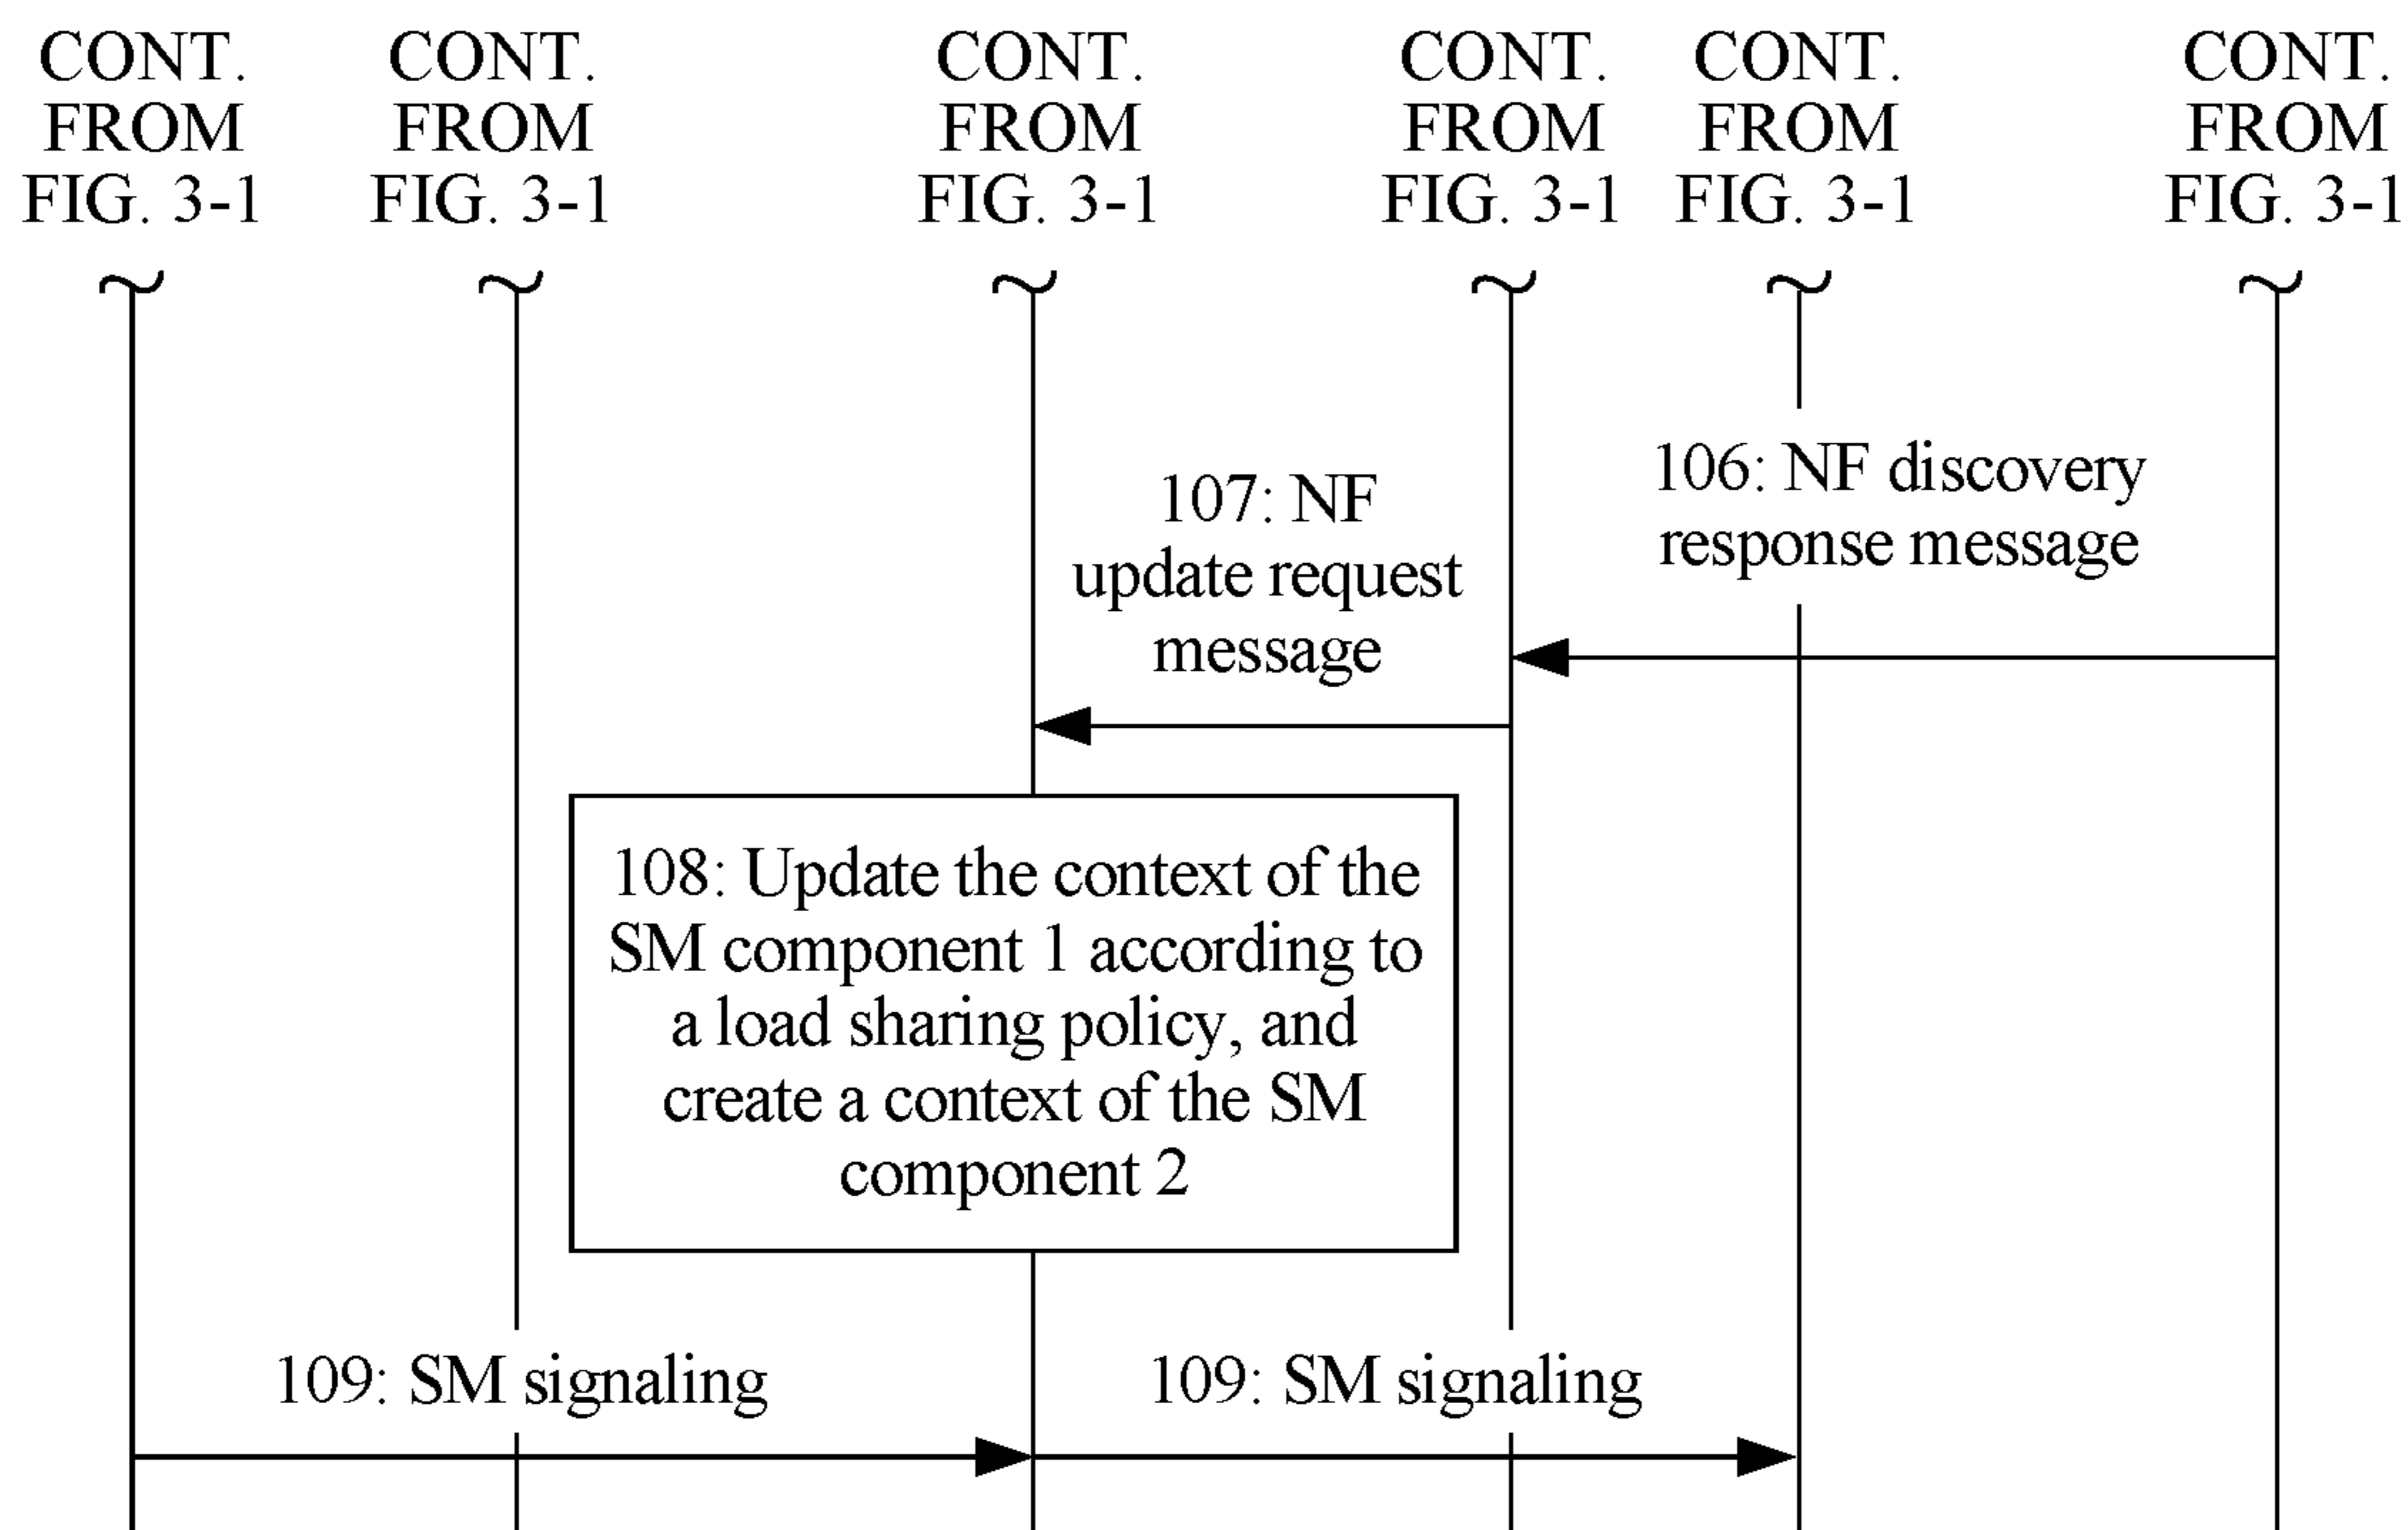 CONT. CONT. CONT. CONT. CONT. CONT.
FROM FROM FROM FROM FROM FROM
FIG. 3-1 FIG. 3-1 FIG. 3-1 FIG. 3-1 FIG. 3-1 FIG. 3-1
106: NF discovery
response message
107: NF
update request
message
108: Update the context of the
SM component 1 according to
a load sharing policy, and
create a context of the SM
component 2
109: SM signaling
109: SM signaling